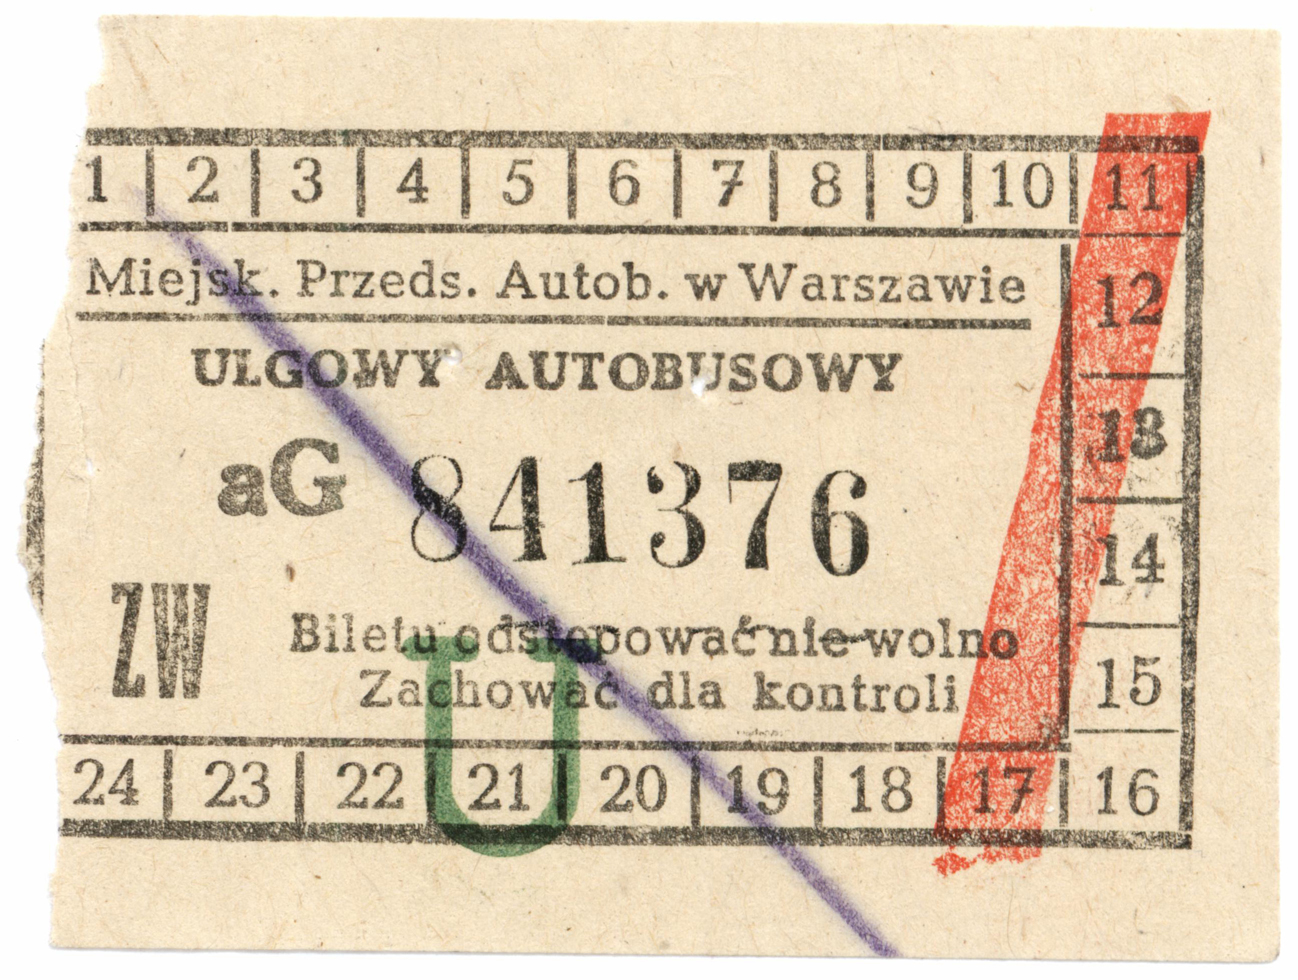 1 2 3 4 5 6 7 8 9 10 11
Miejsk. Przeds. Autob. w Warszawie
12
ULGOWY AUTOBUSOWY
13
aG 841376
14
ZW
Biletu odstępować nie wolno
Zachować dla kontroli
15
U
24 23 22 21 20 19 18 17 16